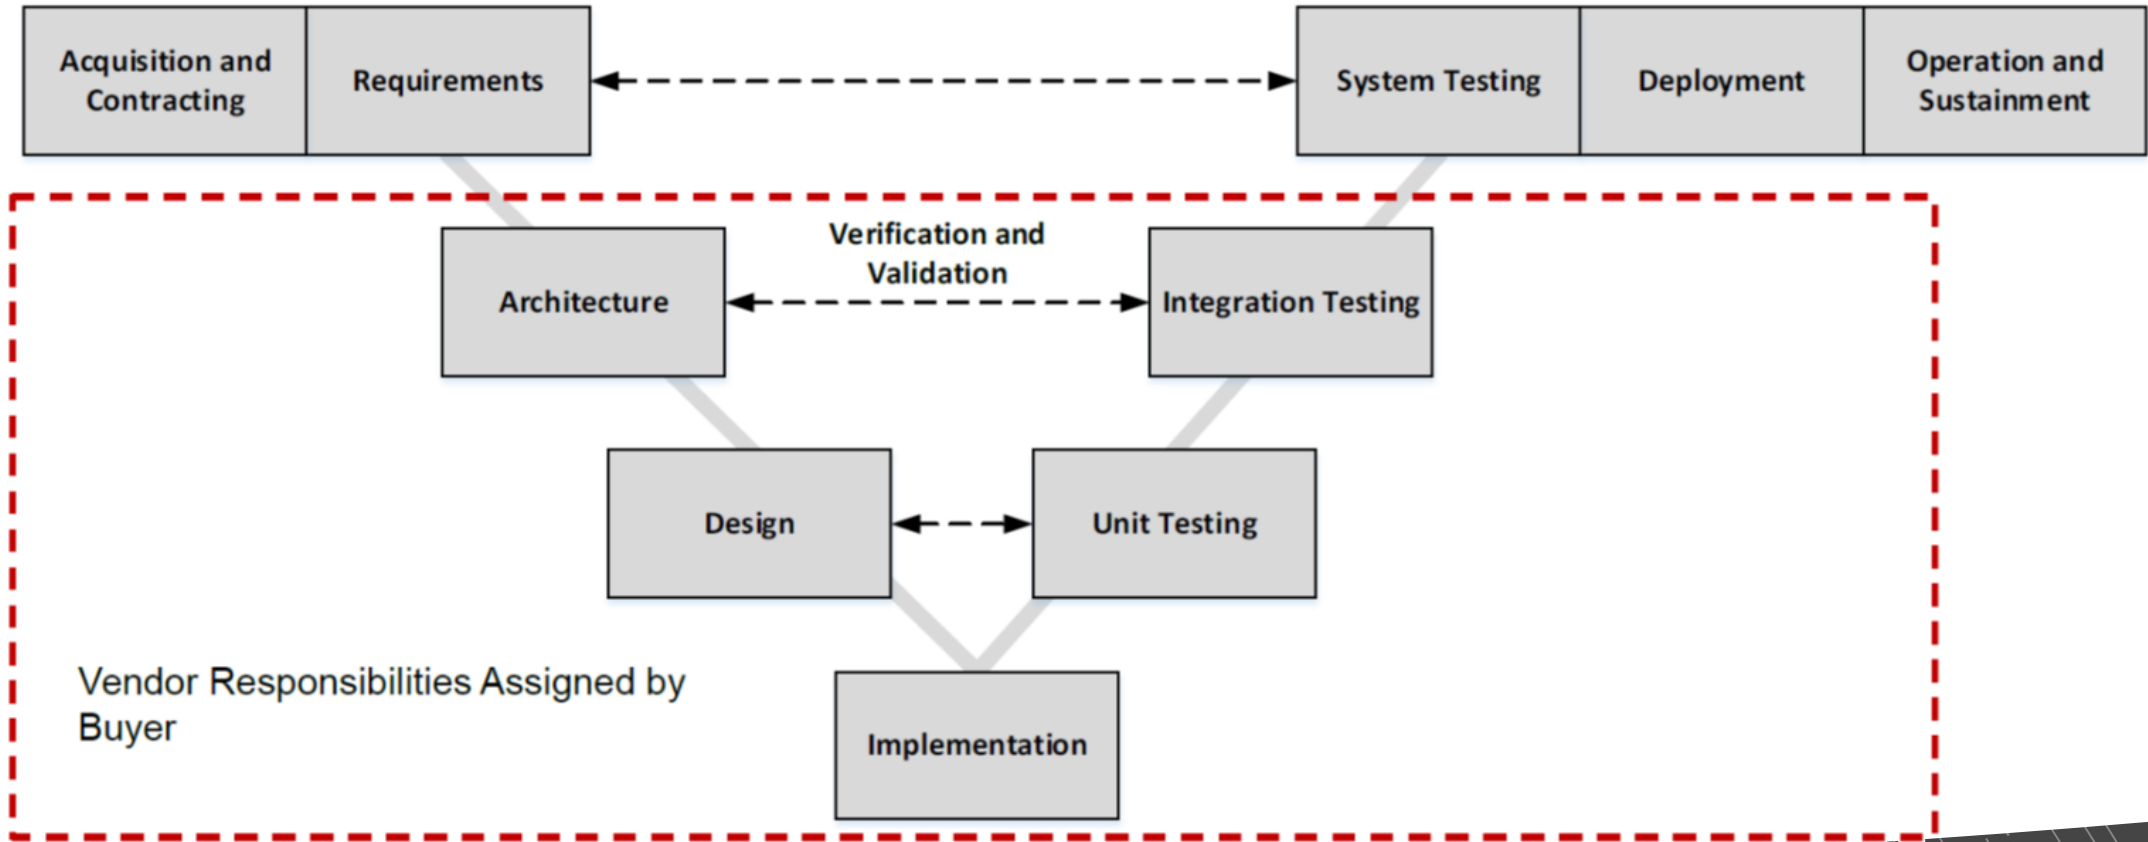 Acquisition and
Contracting
Requirements
System Testing
Deployment
Operation and
Sustainment
Verification and
Validation
Architecture
Integration Testing
Design
Unit Testing
Vendor Responsibilities Assigned by
Buyer
Implementation